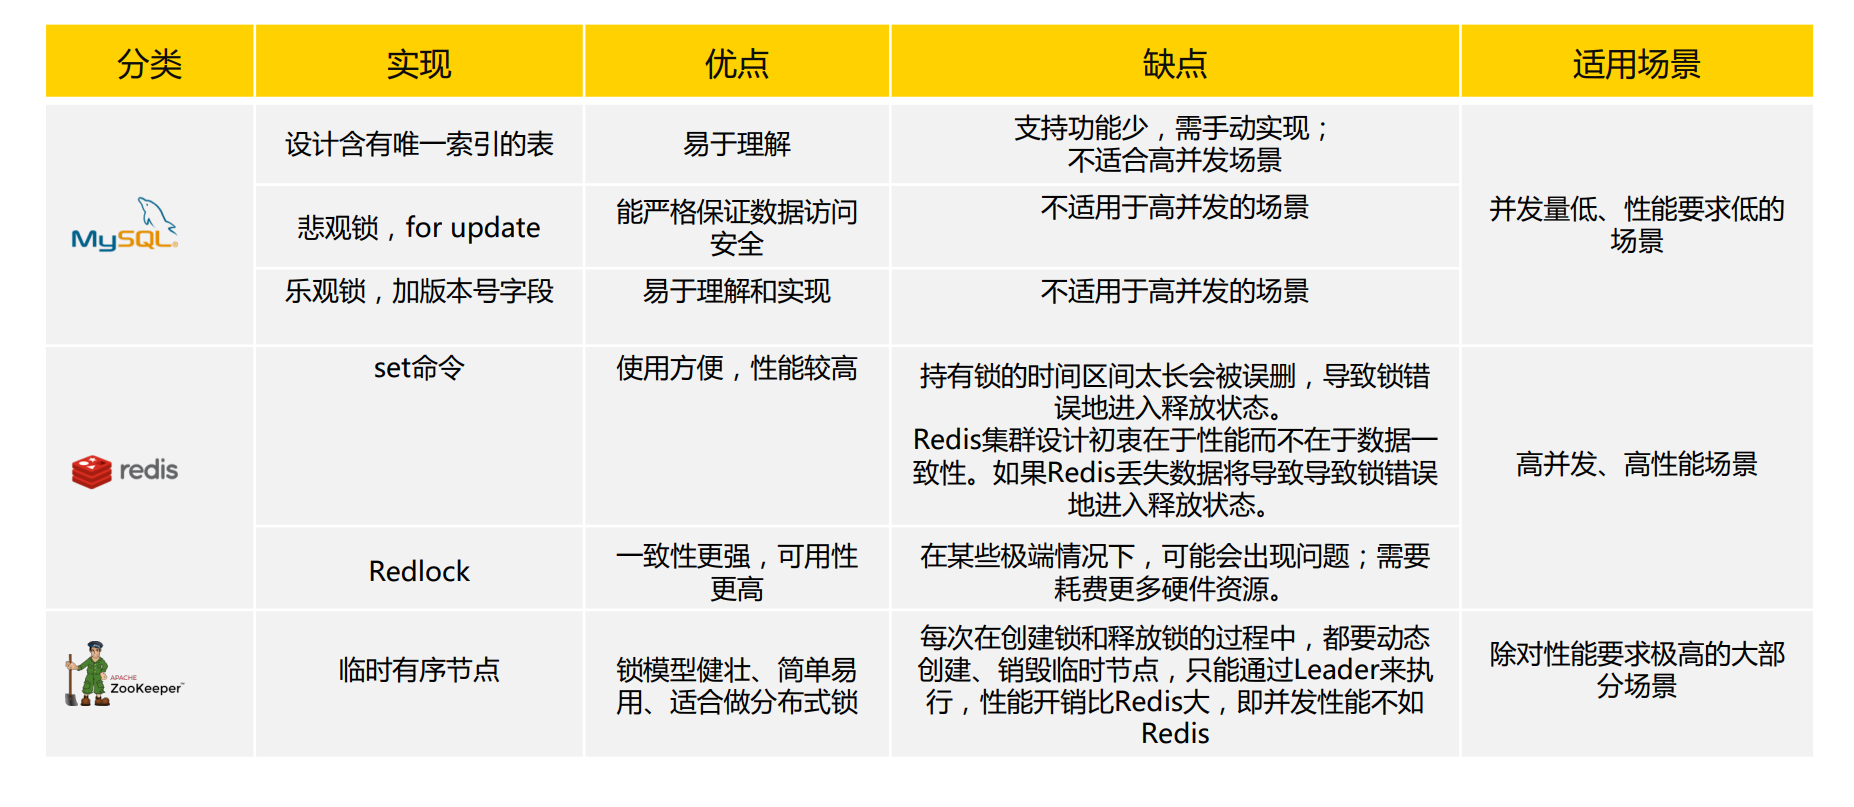 分类
实现
优点
缺点
适用场景
MySQL®
设计含有唯一索引的表
易于理解
支持功能少，需手动实现；
不适合高并发场景
并发量低、性能要求低的
场景
悲观锁，for update
能严格保证数据访问
安全
不适用于高并发的场景
乐观锁，加版本号字段
易于理解和实现
不适用于高并发的场景
redis
set命令
使用方便，性能较高
持有锁的时间区间太长会被误删，导致锁错
误地进入释放状态。
Redis集群设计初衷在于性能而不在于数据一
致性。如果Redis丢失数据将导致导致锁错误
地进入释放状态。
高并发、高性能场景
Redlock
一致性更强，可用性
更高
在某些极端情况下，可能会出现问题；需要
耗费更多硬件资源。
APACHE
ZooKeeper™
临时有序节点
锁模型健壮、简单易
用、适合做分布式锁
每次在创建锁和释放锁的过程中，都要动态
创建、销毁临时节点，只能通过Leader来执
行，性能开销比Redis大，即并发性能不如
Redis
除对性能要求极高的大部
分场景